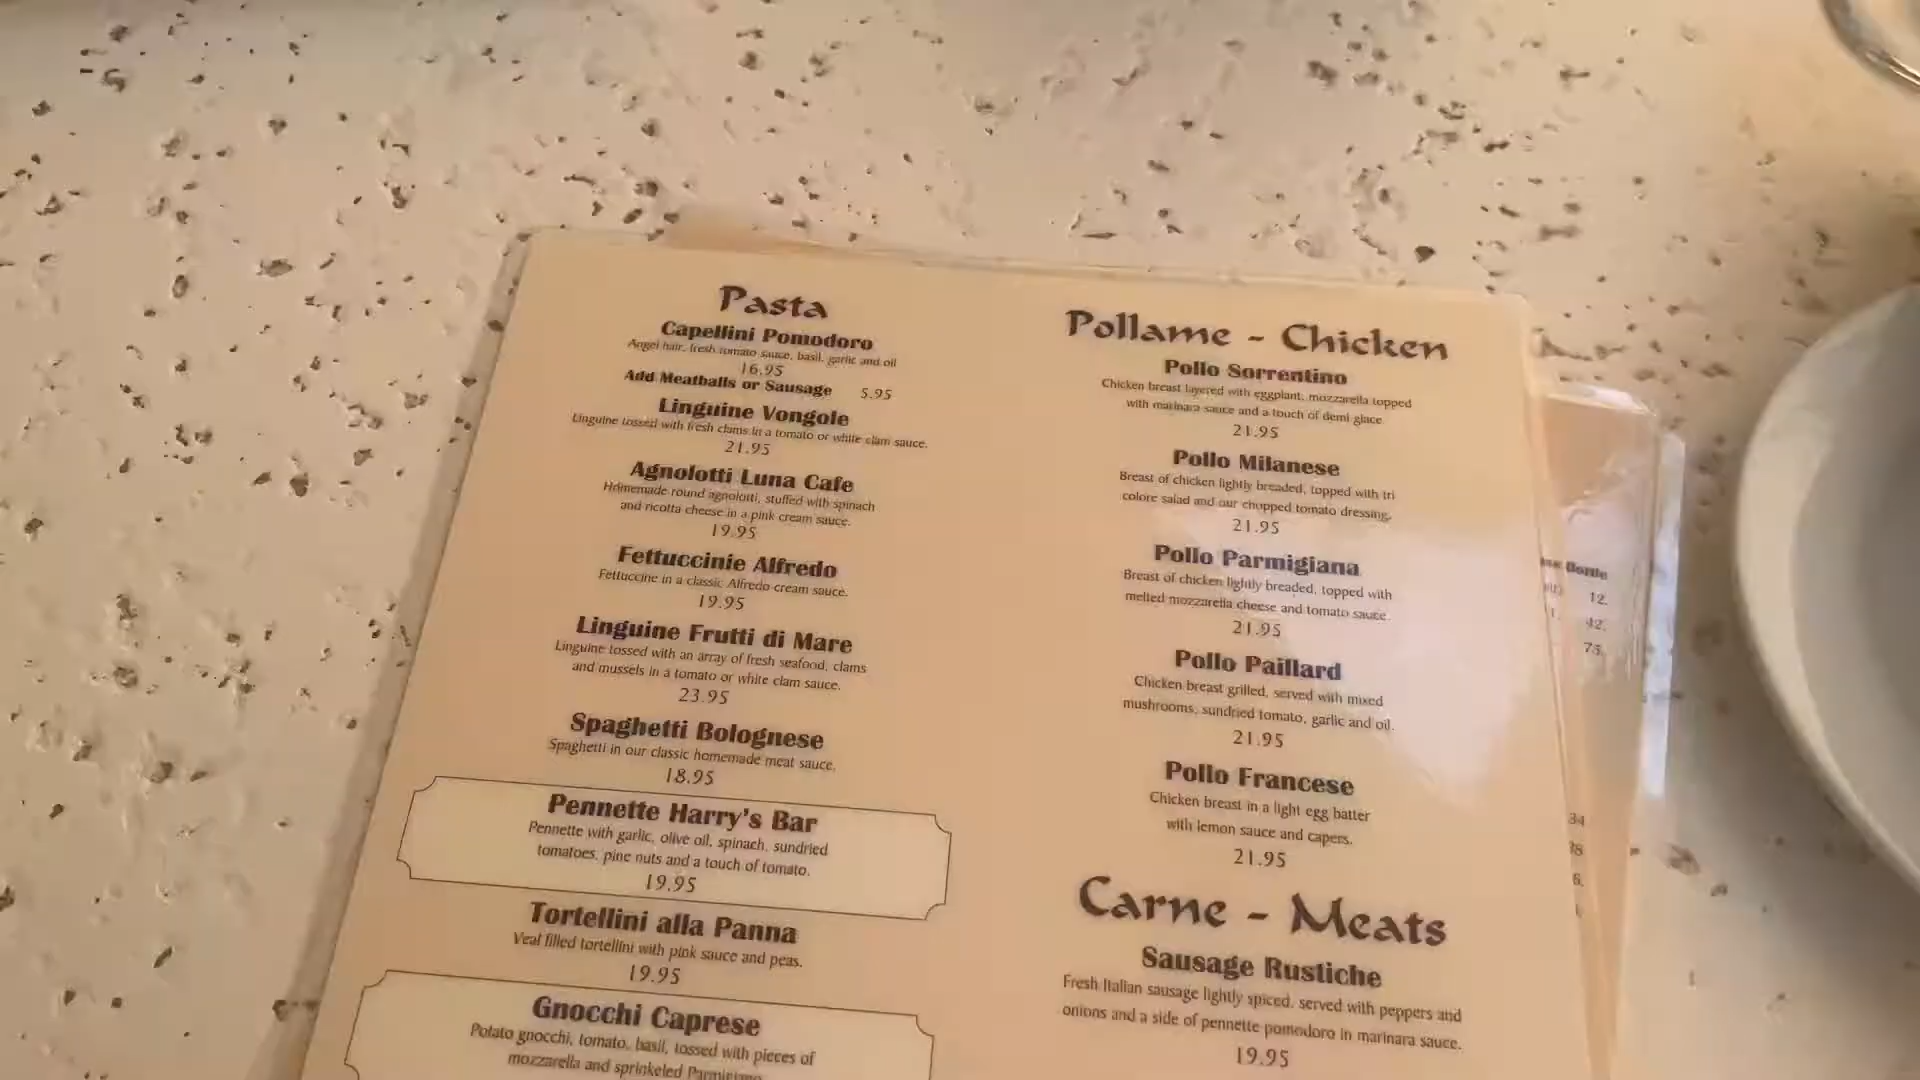 Pasta
Capellini Pomodoro
Angel hair, fresh tomato sauce, basil, garlic and oil
16.95
Add Meatballs or Sausage 5.95
Linguine Vongole
Linguine tossed with fresh clams in a tomato or white clam sauce.
21.95
Agnolotti Luna Cafe
Homemade round agnolotti, stuffed with spinach
and ricotta cheese in a pink cream sauce.
19.95
Fettuccinie Alfredo
Fettuccine in a classic Alfredo cream sauce.
19.95
Linguine Frutti di Mare
Linguine tossed with an array of fresh seafood, clams
and mussels in a tomato or white clam sauce.
23.95
Spaghetti Bolognese
Spaghetti in our classic homemade meat sauce.
18.95
Pennette Harry's Bar
Pennette with garlic, olive oil, spinach, sundried
tomatoes, pine nuts and a touch of tomato.
19.95
Tortellini alla Panna
Veal filled tortellini with pink sauce and peas.
19.95
Gnocchi Caprese
Potato gnocchi, tomato, basil, tossed with pieces of
mozzarella and sprinkeled
Pollame - Chicken
Pollo Sorrentino
Chicken breast layered with eggplant, mozzarella topped
with marinara sauce and a touch of demi glace
21.95
Pollo Milanese
Breast of chicken lightly breaded, topped with tri
colore salad and our chopped tomato dressing.
21.95
Pollo Parmigiana
Breast of chicken lightly breaded, topped with
melted mozzarella cheese and tomato sauce.
21.95
Pollo Paillard
Chicken breast grilled, served with mixed
mushrooms, sundried tomato, garlic and oil.
21.95
Pollo Francese
Chicken breast in a light egg batter
with lemon sauce and capers.
21.95
Carne - Meats
Sausage Rustiche
Fresh Italian sausage lightly spiced, served with peppers and
onions and a side of pennette pomodoro in marinara sauce.
19.95
Bottle
12.
42.
75.